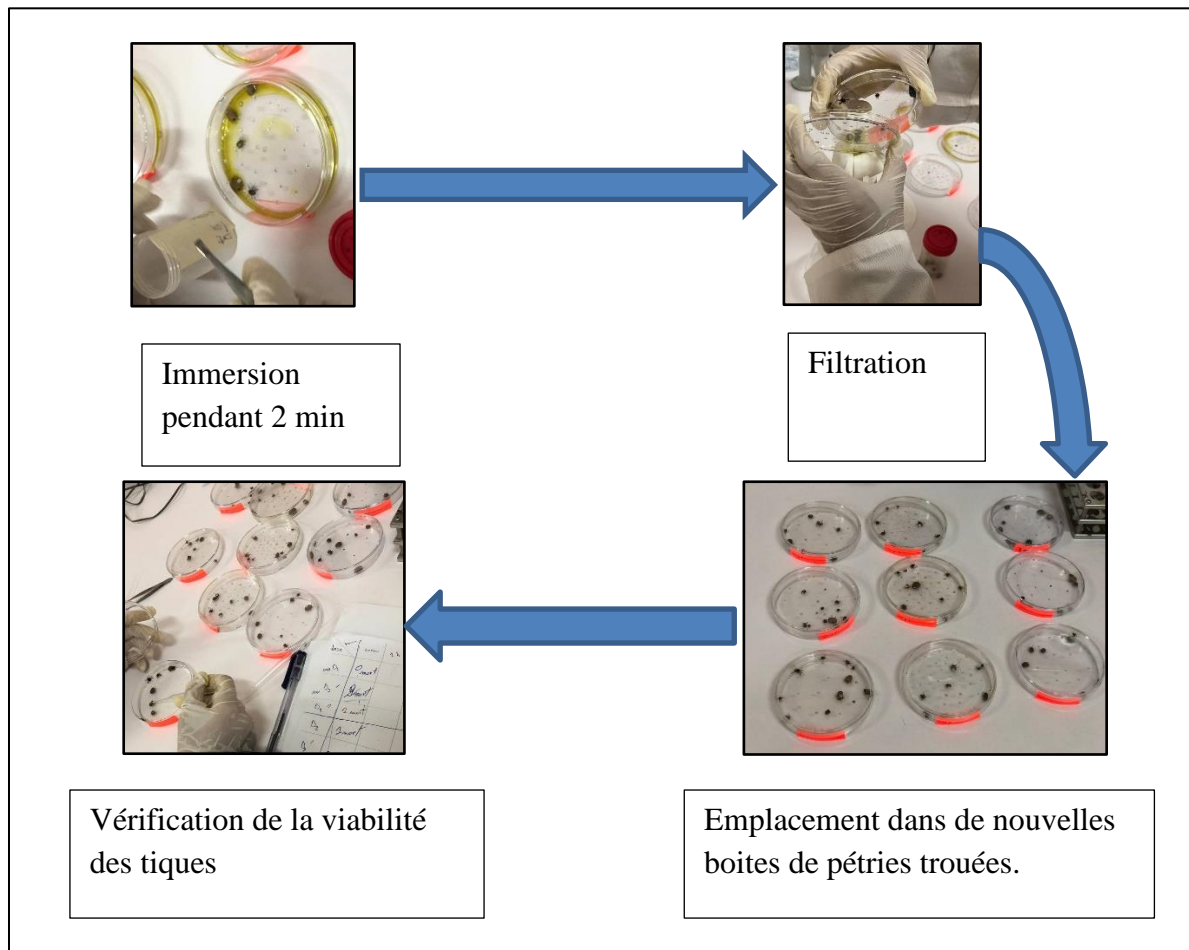 Immersion
pendant 2 min
Filtration
Emplacement dans de nouvelles
boites de pétries trouées.
Vérification de la viabilité
des tiques